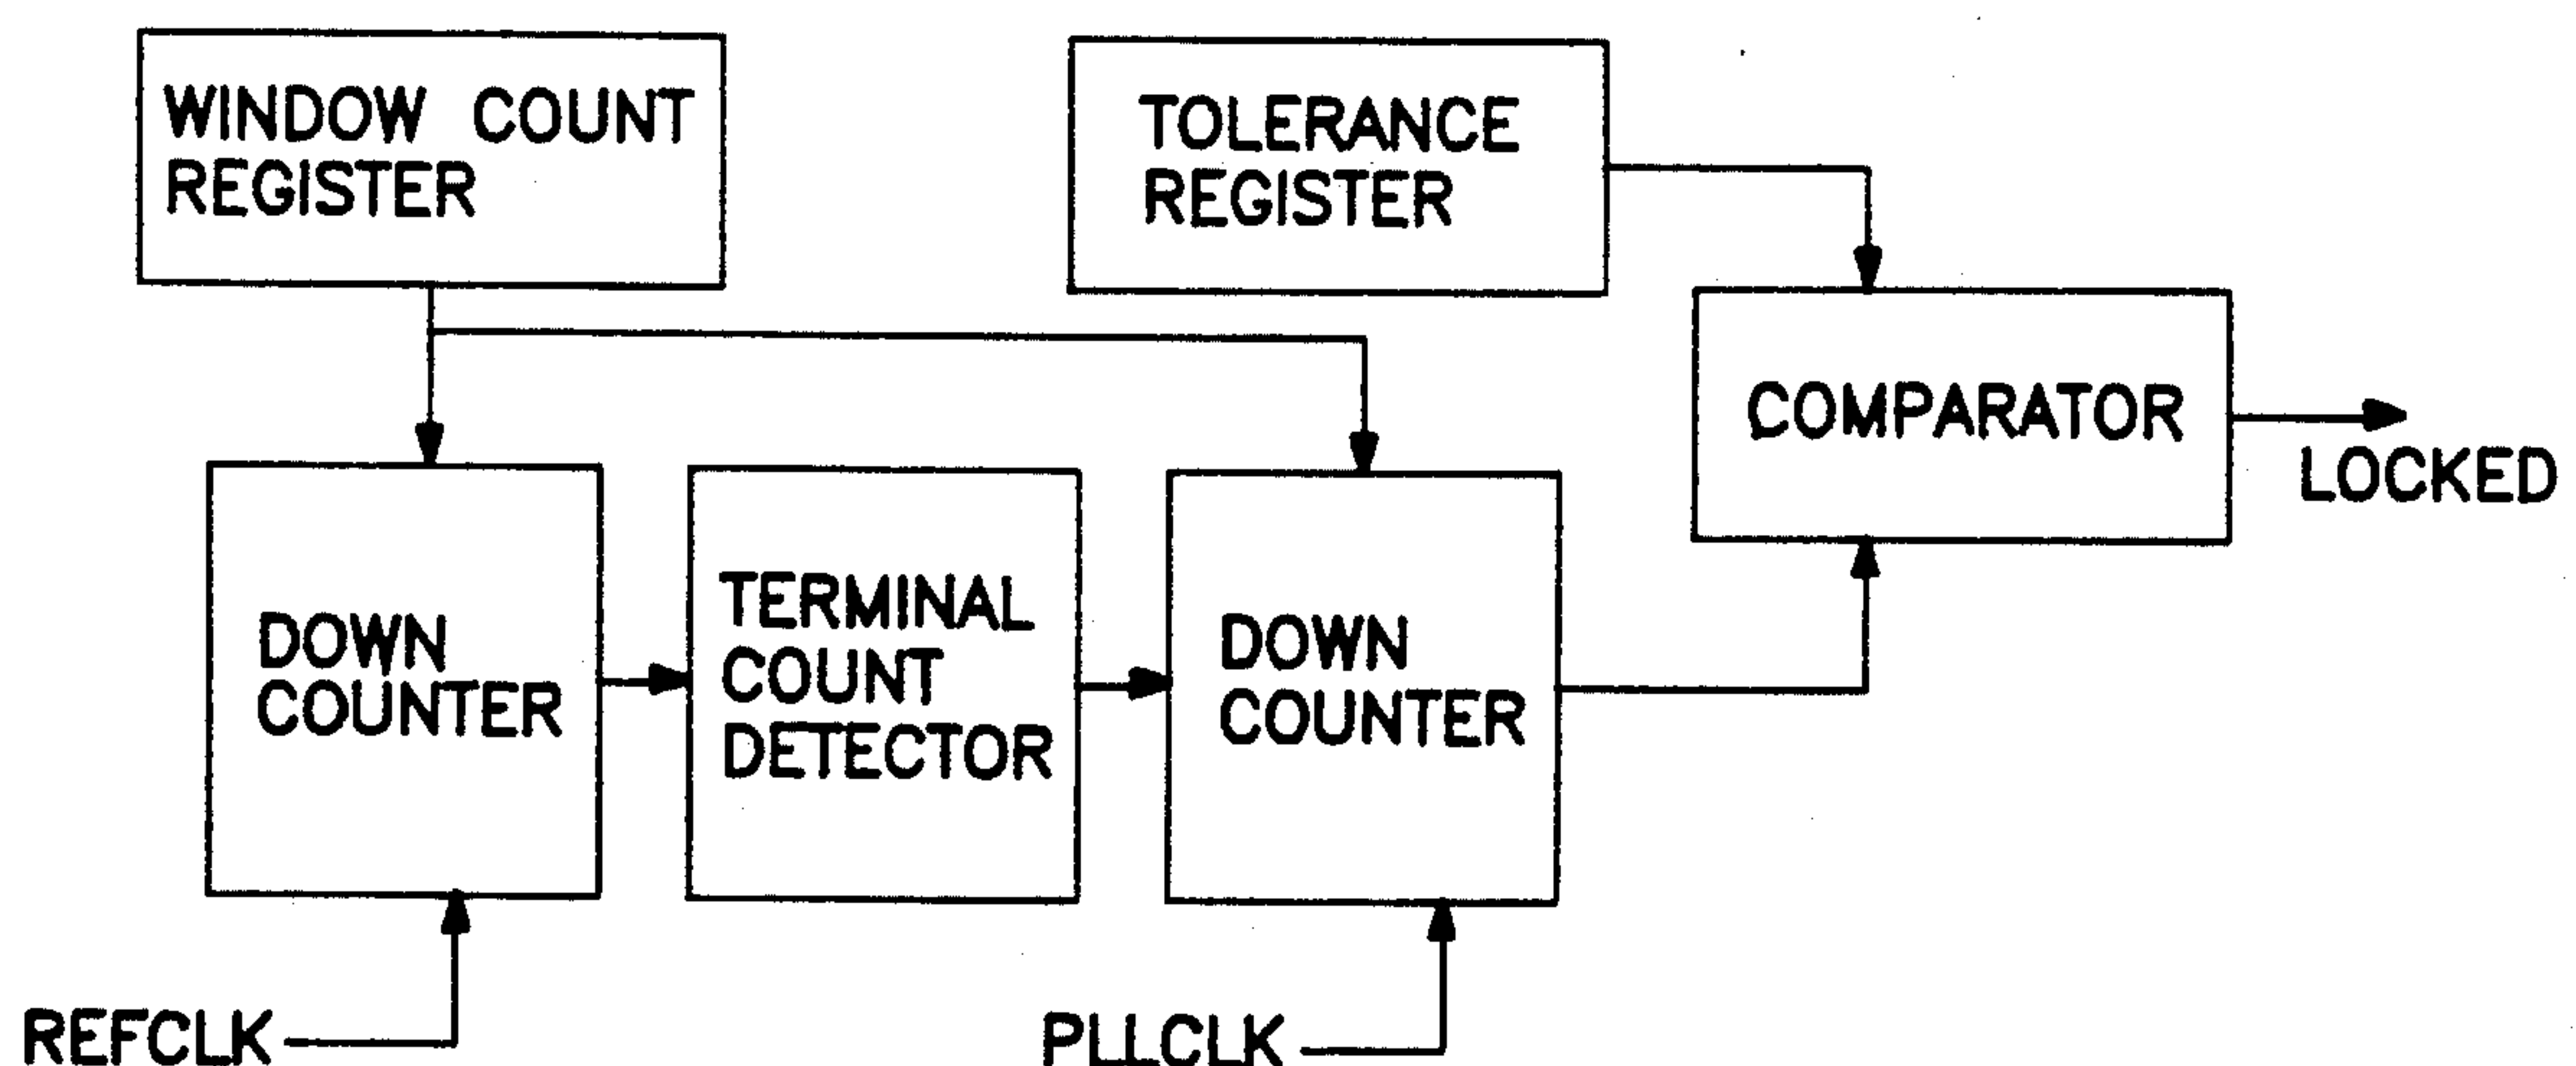 WINDOW COUNT
REGISTER
TOLERANCE
REGISTER
COMPARATOR
LOCKED
DOWN
COUNTER
TERMINAL
COUNT
DETECTOR
DOWN
COUNTER
REFCLK
PLLCLK